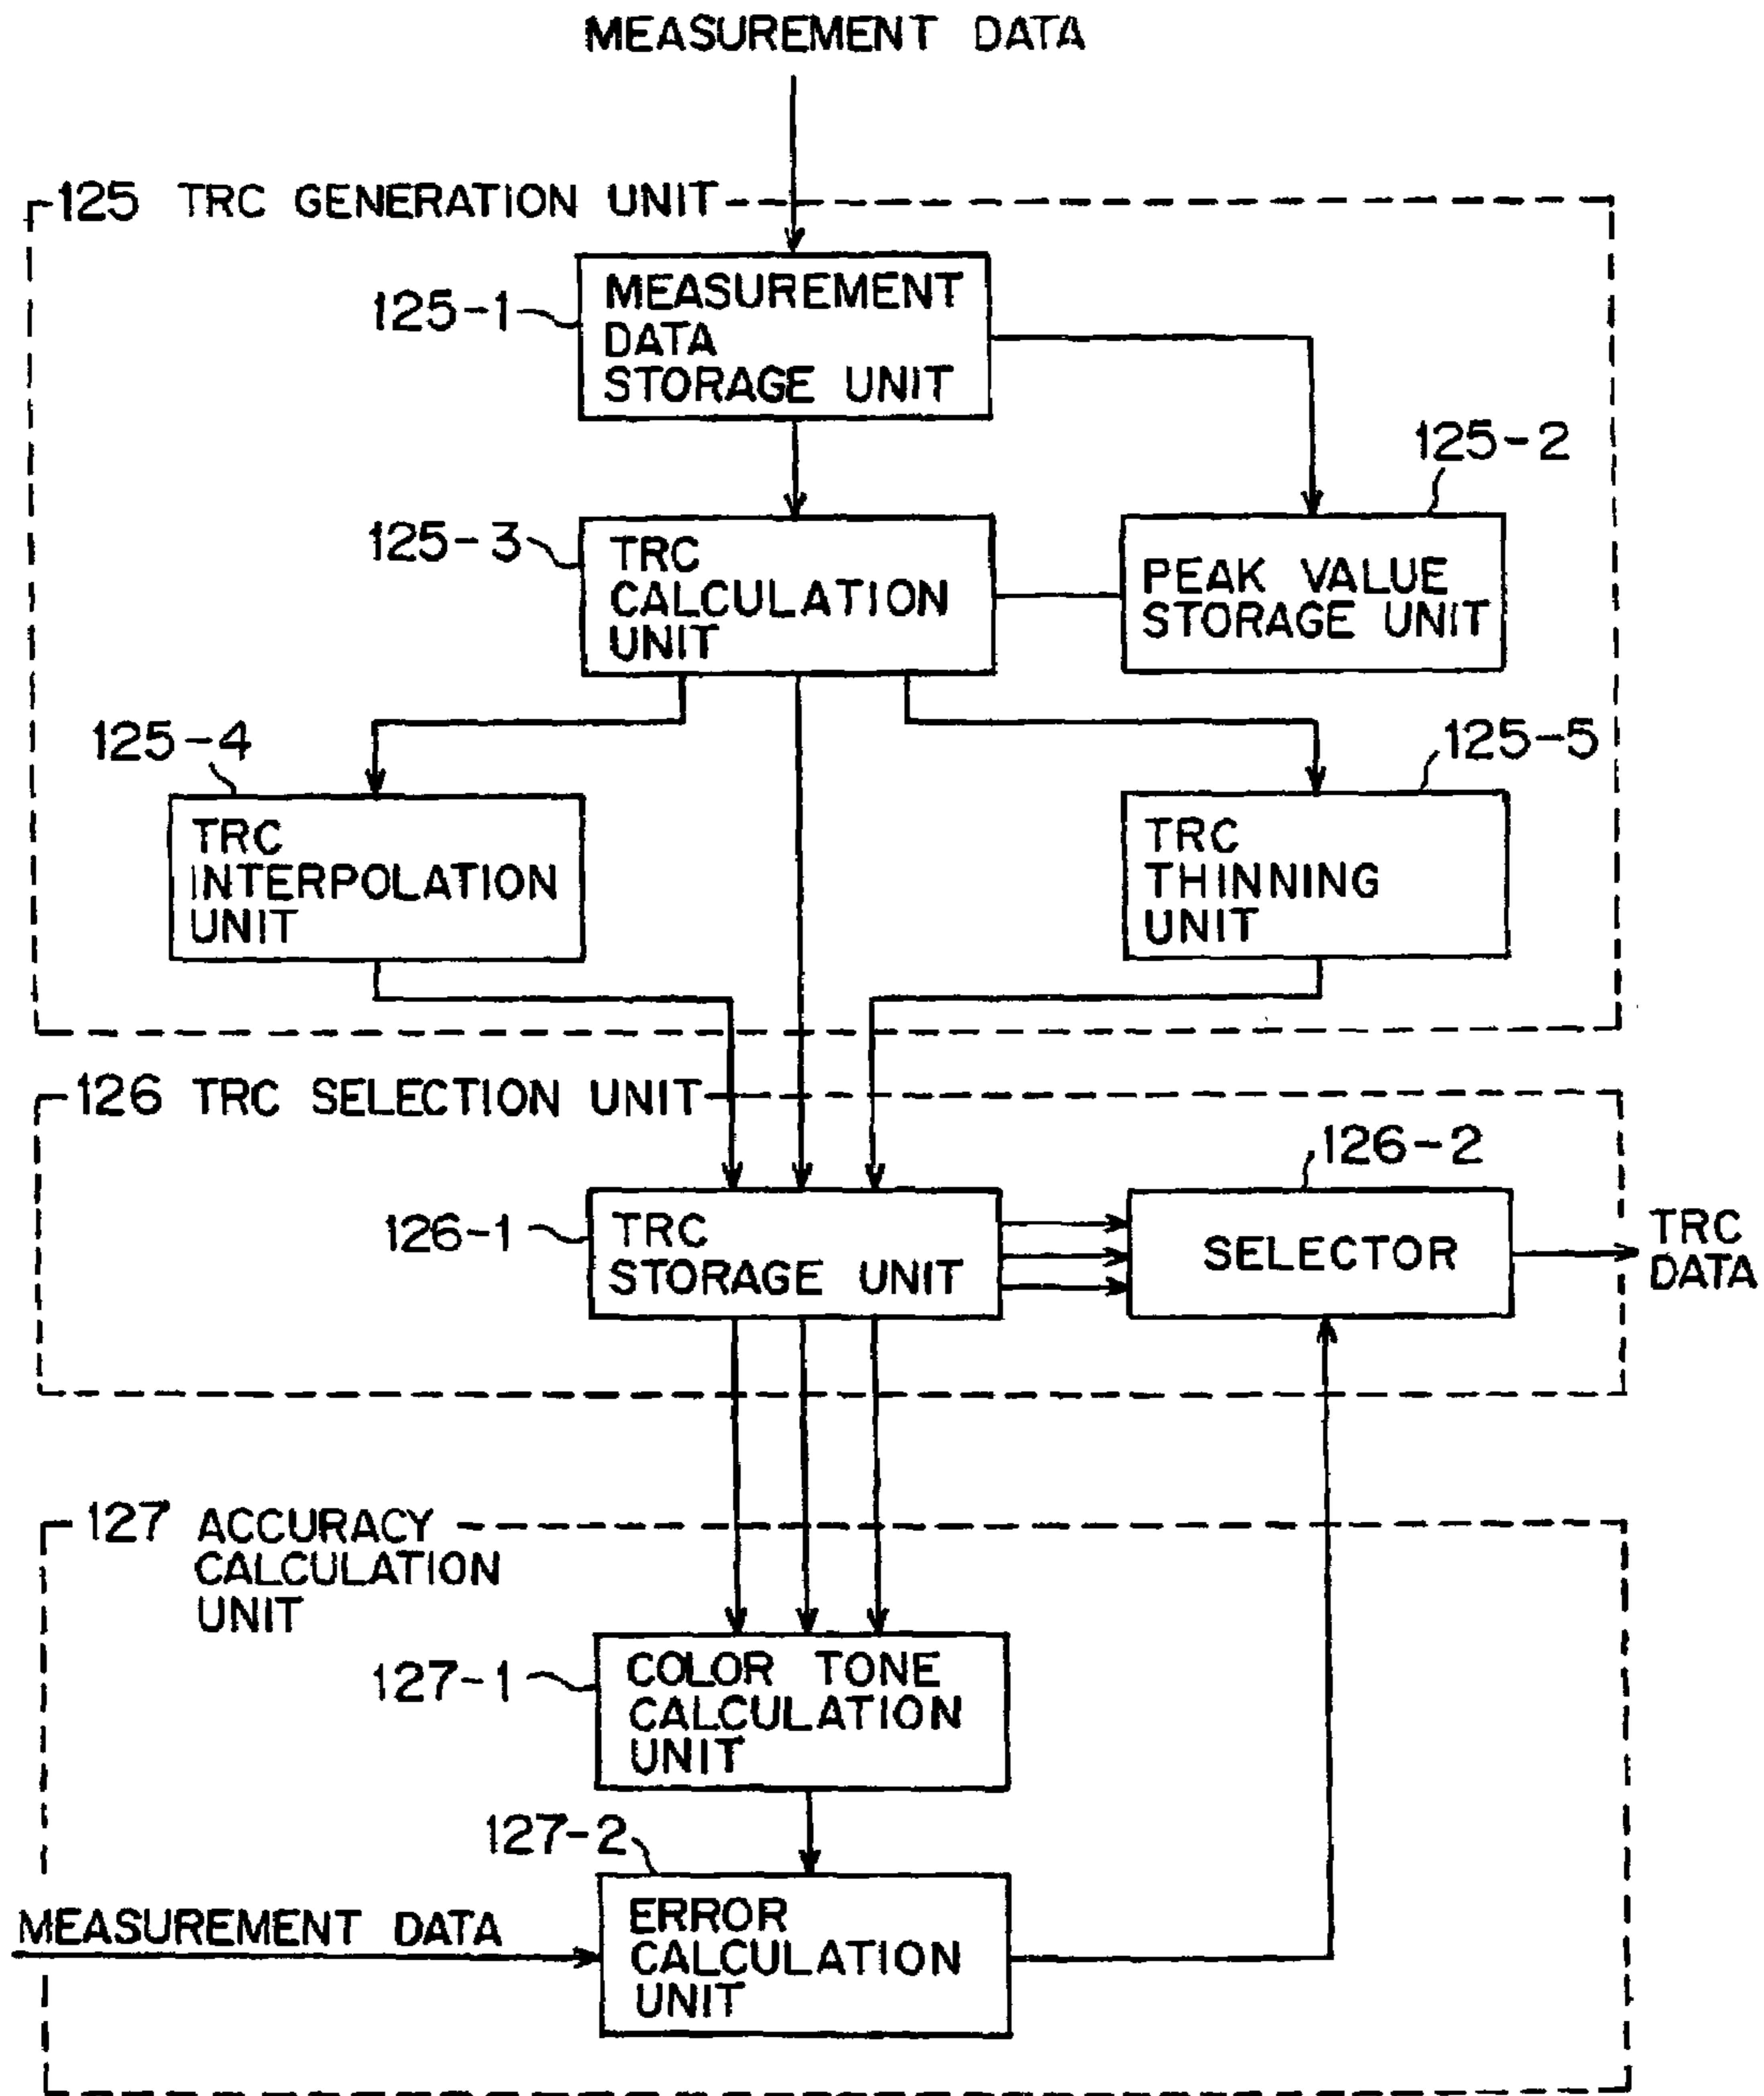 MEASUREMENT DATA
125 TRC GENERATION UNIT
125-1
MEASUREMENT
DATA
STORAGE UNIT
125-2
125-3
TRC
CALCULATION
UNIT
PEAK VALUE
STORAGE UNIT
125-4
125-5
TRC
INTERPOLATION
UNIT
TRC
THINNING
UNIT
126 TRC SELECTION UNIT
126-2
126-1
TRC
STORAGE UNIT
SELECTOR
TRC
DATA
127 ACCURACY
CALCULATION
UNIT
127-1
COLOR TONE
CALCULATION
UNIT
127-2
MEASUREMENT DATA
ERROR
CALCULATION
UNIT